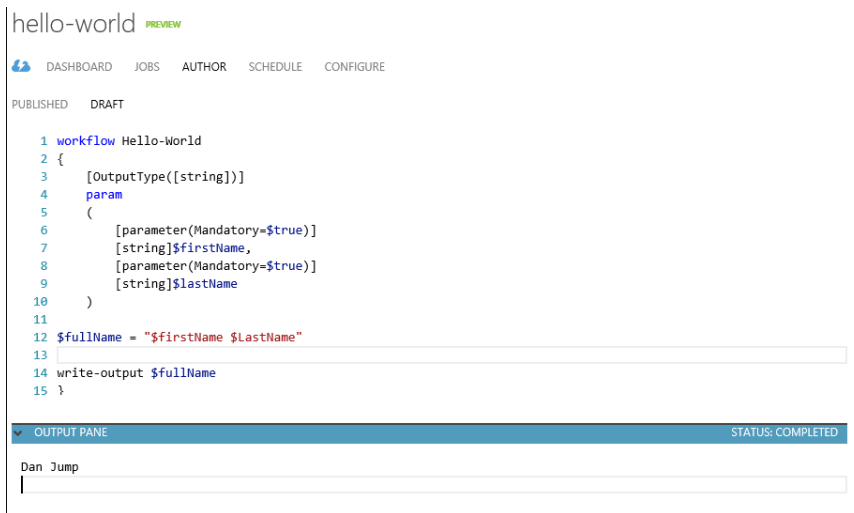 hello-world PREVIEW
DASHBOARD JOBS AUTHOR SCHEDULE CONFIGURE
PUBLISHED DRAFT
1 workflow Hello-World
2 {
3     [OutputType([string])]
4     param
5     (
6         [parameter(Mandatory=$true)]
7         [string]$firstName,
8         [parameter(Mandatory=$true)]
9         [string]$lastName
10     )
11
12 $fullName = "$firstName $LastName"
13
14 write-output $fullName
15 }
OUTPUT PANE STATUS: COMPLETED
Dan Jump